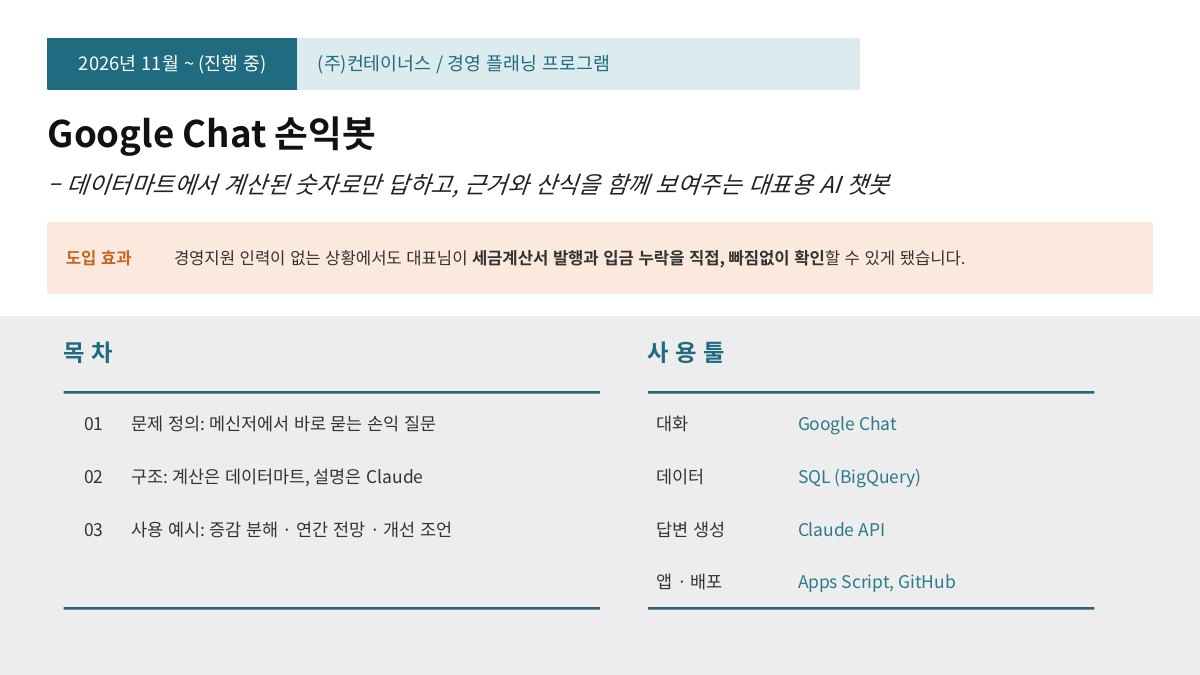 2026년 11월 ~ (진행 중)
(주)컨테이너스 / 경영 플래닝 프로그램
Google Chat 손익봇
– 데이터마트에서 계산된 숫자로만 답하고, 근거와 산식을 함께 보여주는 대표용 AI 챗봇
도입 효과 경영지원 인력이 없는 상황에서도 대표님이 세금계산서 발행과 입금 누락을 직접, 빠짐없이 확인할 수 있게 됐습니다.
목 차
01 문제 정의: 메신저에서 바로 묻는 손익 질문
02 구조: 계산은 데이터마트, 설명은 Claude
03 사용 예시: 증감 분해 · 연간 전망 · 개선 조언
사 용 툴
대화 Google Chat
데이터 SQL (BigQuery)
답변 생성 Claude API
앱 · 배포 Apps Script, GitHub